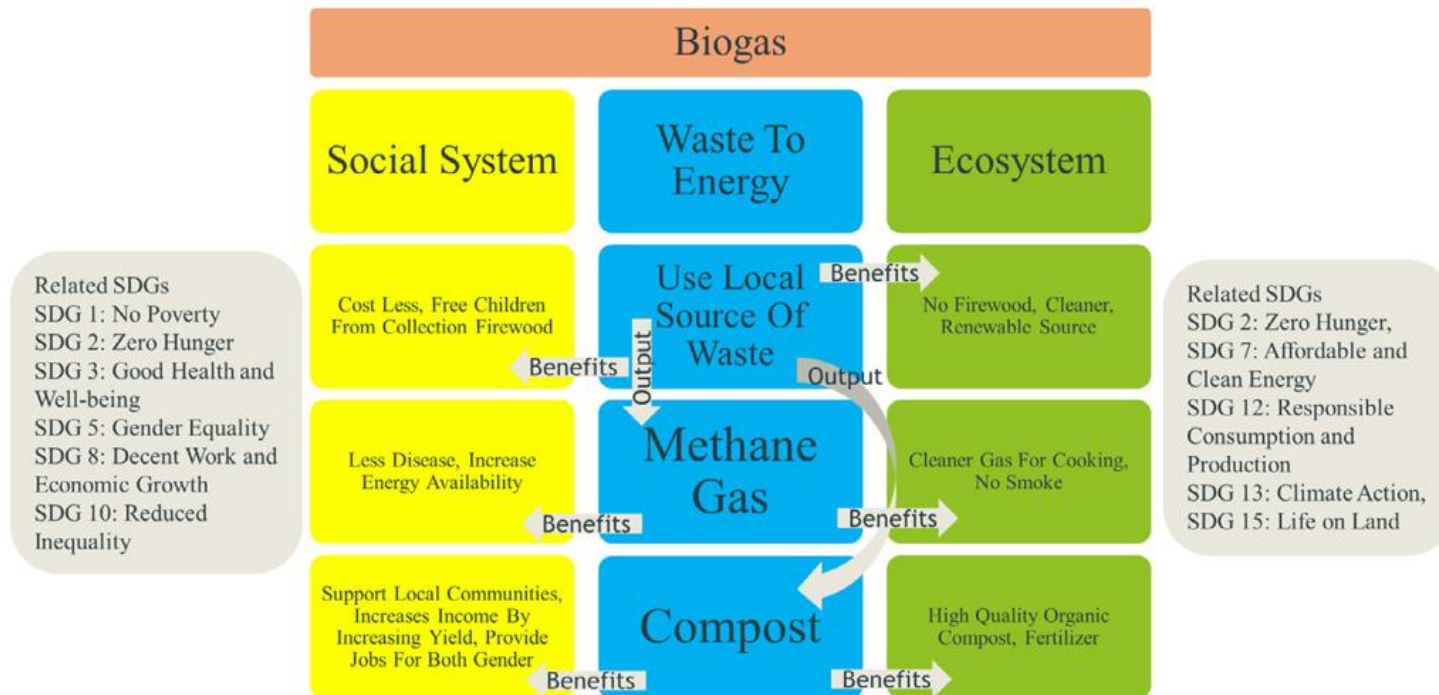 Biogas
Social System
Waste To
Energy
Ecosystem
Related SDGs
SDG 1: No Poverty
SDG 2: Zero Hunger
SDG 3: Good Health and
Well-being
SDG 5: Gender Equality
SDG 8: Decent Work and
Economic Growth
SDG 10: Reduced
Inequality
Cost Less, Free Children
From Collection Firewood
Benefits
Use Local
Source Of
Waste
Output
Output
Benefits
No Firewood, Cleaner,
Renewable Source
Less Disease, Increase
Energy Availability
Benefits
Methane
Gas
Benefits
Cleaner Gas For Cooking,
No Smoke
Support Local Communities,
Increases Income By
Increasing Yield, Provide
Jobs For Both Gender
Benefits
Compost
Benefits
High Quality Organic
Compost, Fertilizer
Related SDGs
SDG 2: Zero Hunger,
SDG 7: Affordable and
Clean Energy
SDG 12: Responsible
Consumption and
Production
SDG 13: Climate Action,
SDG 15: Life on Land